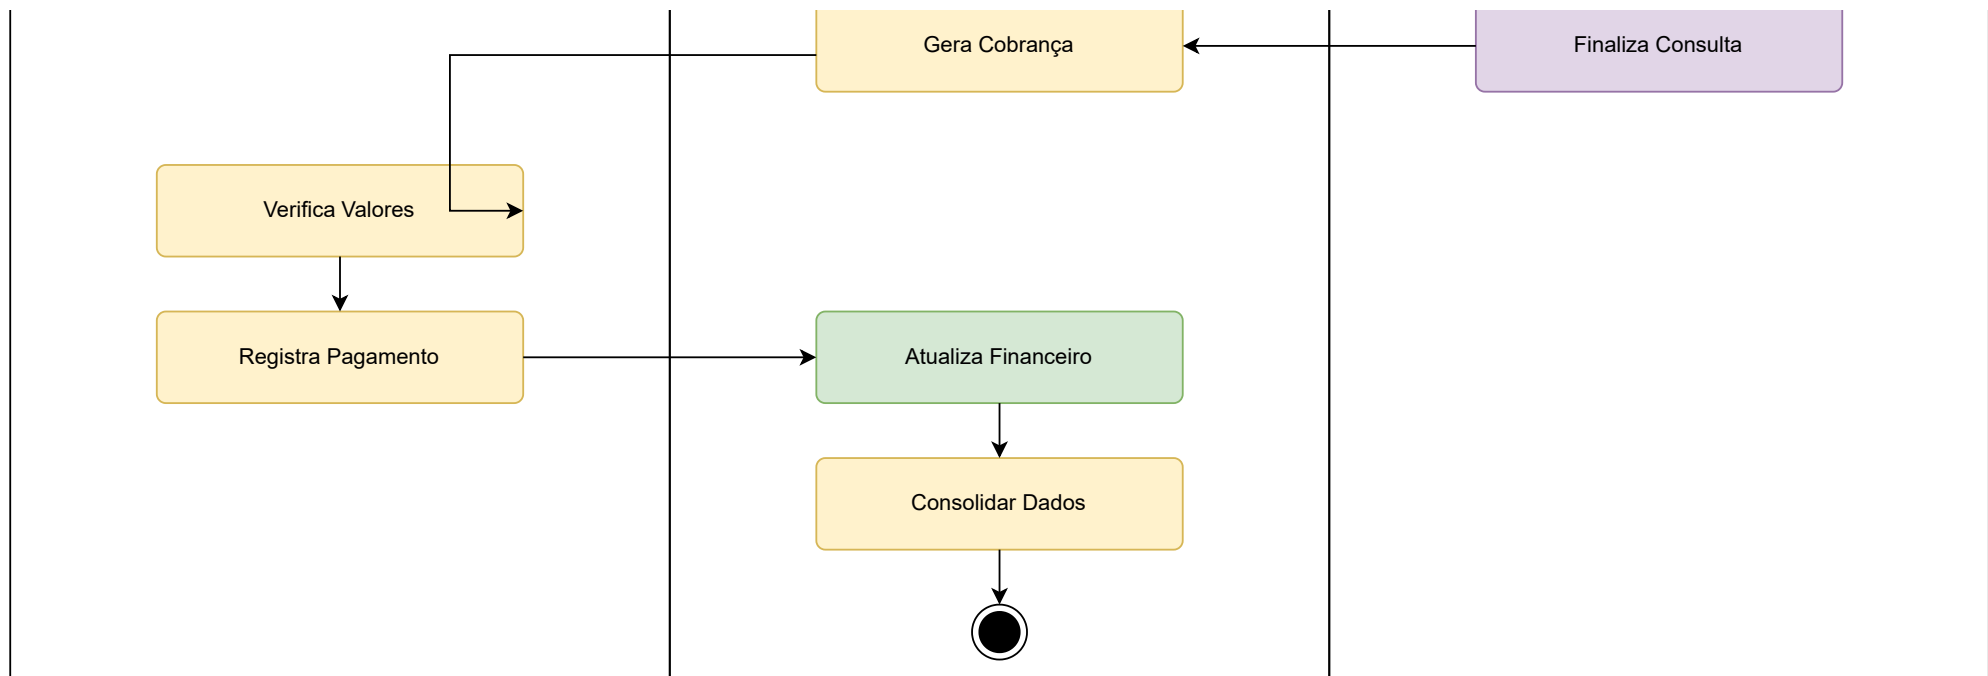 Gera Cobrança
Finaliza Consulta
Verifica Valores
Registra Pagamento
Atualiza Financeiro
Consolidar Dados